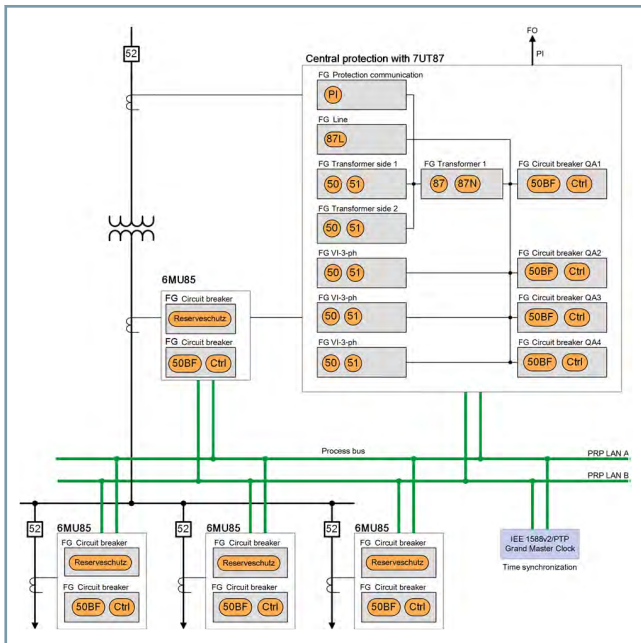 FO
PI
52
Central protection with 7UT87
FG Protection communication
PI
FG Line
87L
FG Transformer side 1
FG Transformer 1
FG Circuit breaker QA1
50 51
87 87N
50BF Ctrl
FG Transformer side 2
50 51
FG VI-3-ph
FG Circuit breaker QA2
50 51
50BF Ctrl
FG VI-3-ph
FG Circuit breaker QA3
50 51
50BF Ctrl
FG VI-3-ph
FG Circuit breaker QA4
50 51
50BF Ctrl
6MU85
FG Circuit breaker
Reserveschutz
FG Circuit breaker
50BF Ctrl
Process bus
PRP LAN A
PRP LAN B
52
6MU85
FG Circuit breaker
Reserveschutz
FG Circuit breaker
50BF Ctrl
52
6MU85
FG Circuit breaker
Reserveschutz
FG Circuit breaker
50BF Ctrl
52
6MU85
FG Circuit breaker
Reserveschutz
FG Circuit breaker
50BF Ctrl
IEE 1588v2/PTP
Grand Master Clock
Time synchronization